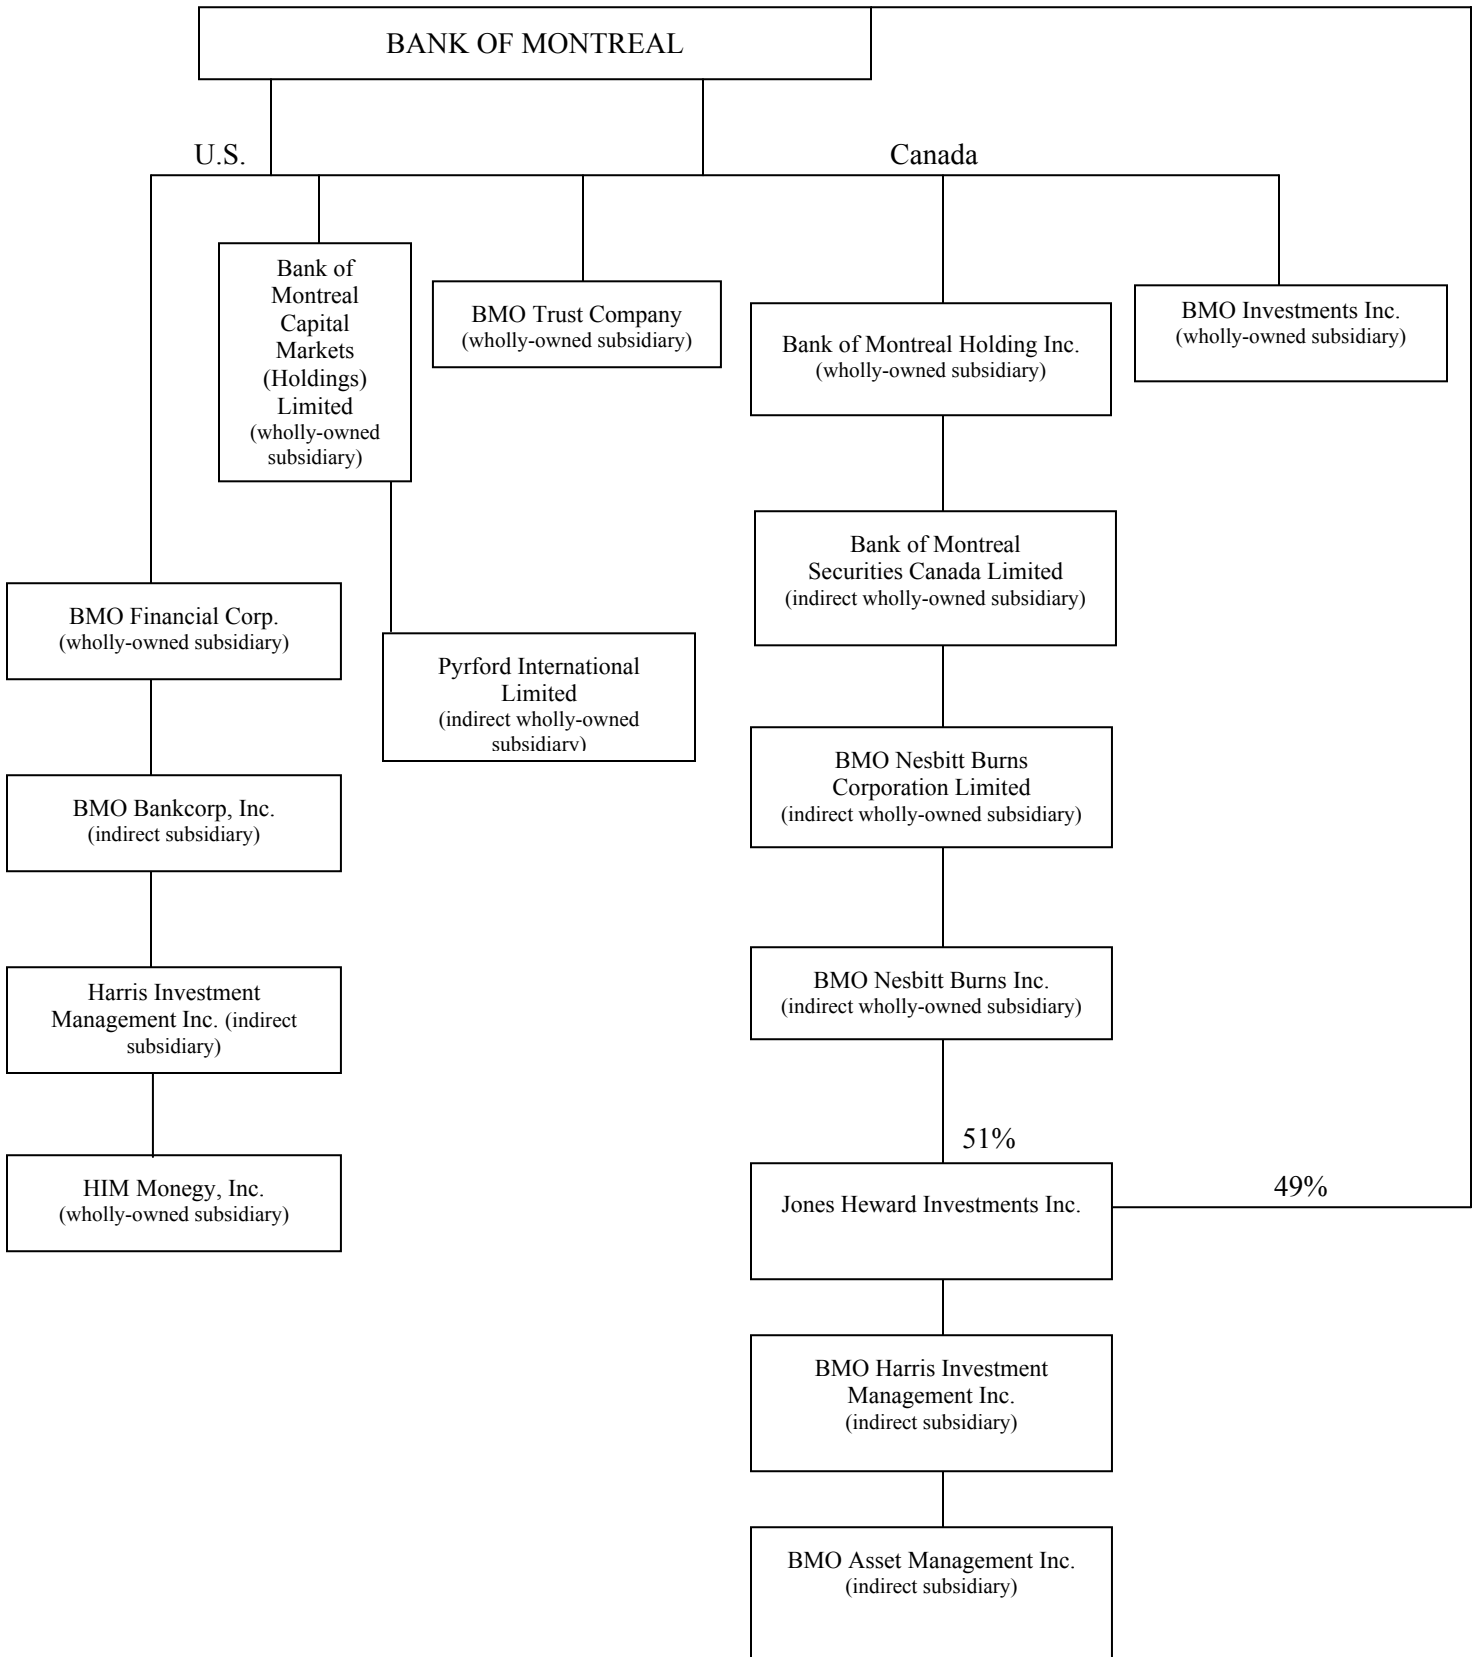 BANK OF MONTREAL
U.S.
Canada
Bank of
Montreal
Capital
Markets
(Holdings)
Limited
(wholly-owned
subsidiary)
BMO Trust Company
(wholly-owned subsidiary)
Bank of Montreal Holding Inc.
(wholly-owned subsidiary)
BMO Investments Inc.
(wholly-owned subsidiary)
Bank of Montreal
Securities Canada Limited
(indirect wholly-owned subsidiary)
BMO Financial Corp.
(wholly-owned subsidiary)
Pyrford International
Limited
(indirect wholly-owned
subsidiary)
BMO Nesbitt Burns
Corporation Limited
(indirect wholly-owned subsidiary)
BMO Bankcorp, Inc.
(indirect subsidiary)
Harris Investment
Management Inc. (indirect
subsidiary)
BMO Nesbitt Burns Inc.
(indirect wholly-owned subsidiary)
51%
HIM Monegy, Inc.
(wholly-owned subsidiary)
Jones Heward Investments Inc.
49%
BMO Harris Investment
Management Inc.
(indirect subsidiary)
BMO Asset Management Inc.
(indirect subsidiary)